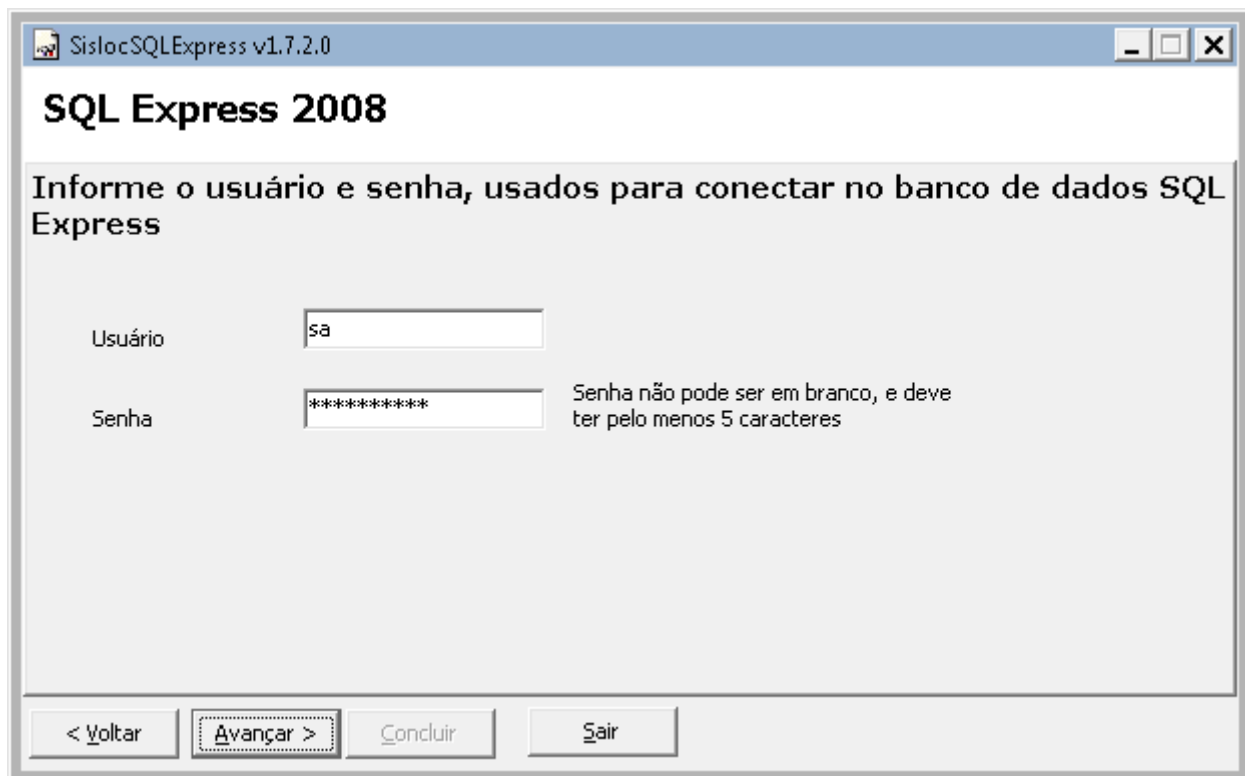 SislocSQLExpress v1.7.2.0
SQL Express 2008
Informe o usuário e senha, usados para conectar no banco de dados SQL
Express
Usuário
sa
Senha
**********
Senha não pode ser em branco, e deve
ter pelo menos 5 caracteres
< Voltar
Avançar >
Concluir
Sair